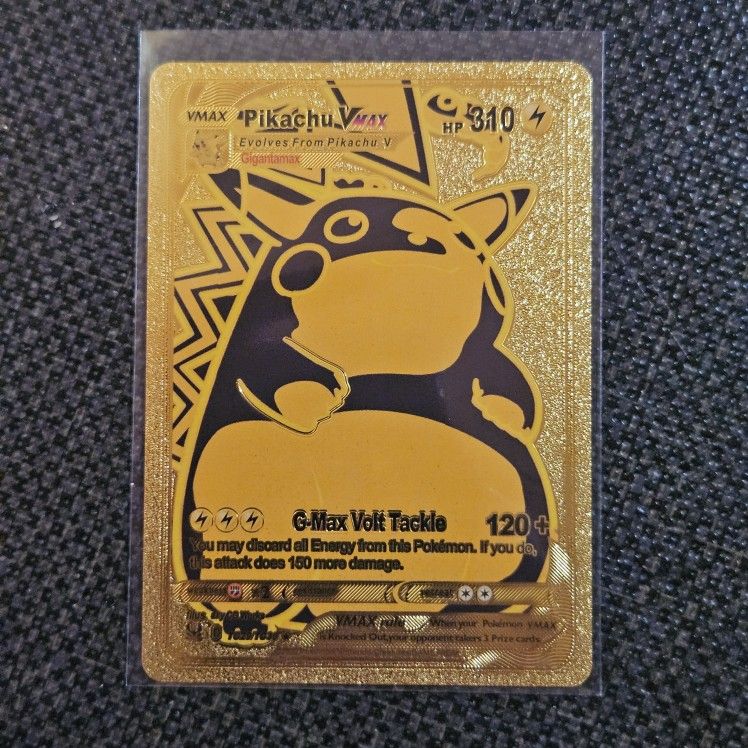 VMAX Pikachu VMAX HP 310
Evolves From Pikachu V
Gigantamax
G-Max Volt Tackle 120+
You may discard all Energy from this Pokémon. If you do,
this attack does 150 more damage.
VMAX rule When your Pokémon VMAX
is Knocked Out, your opponent takers 3 Prize cards.